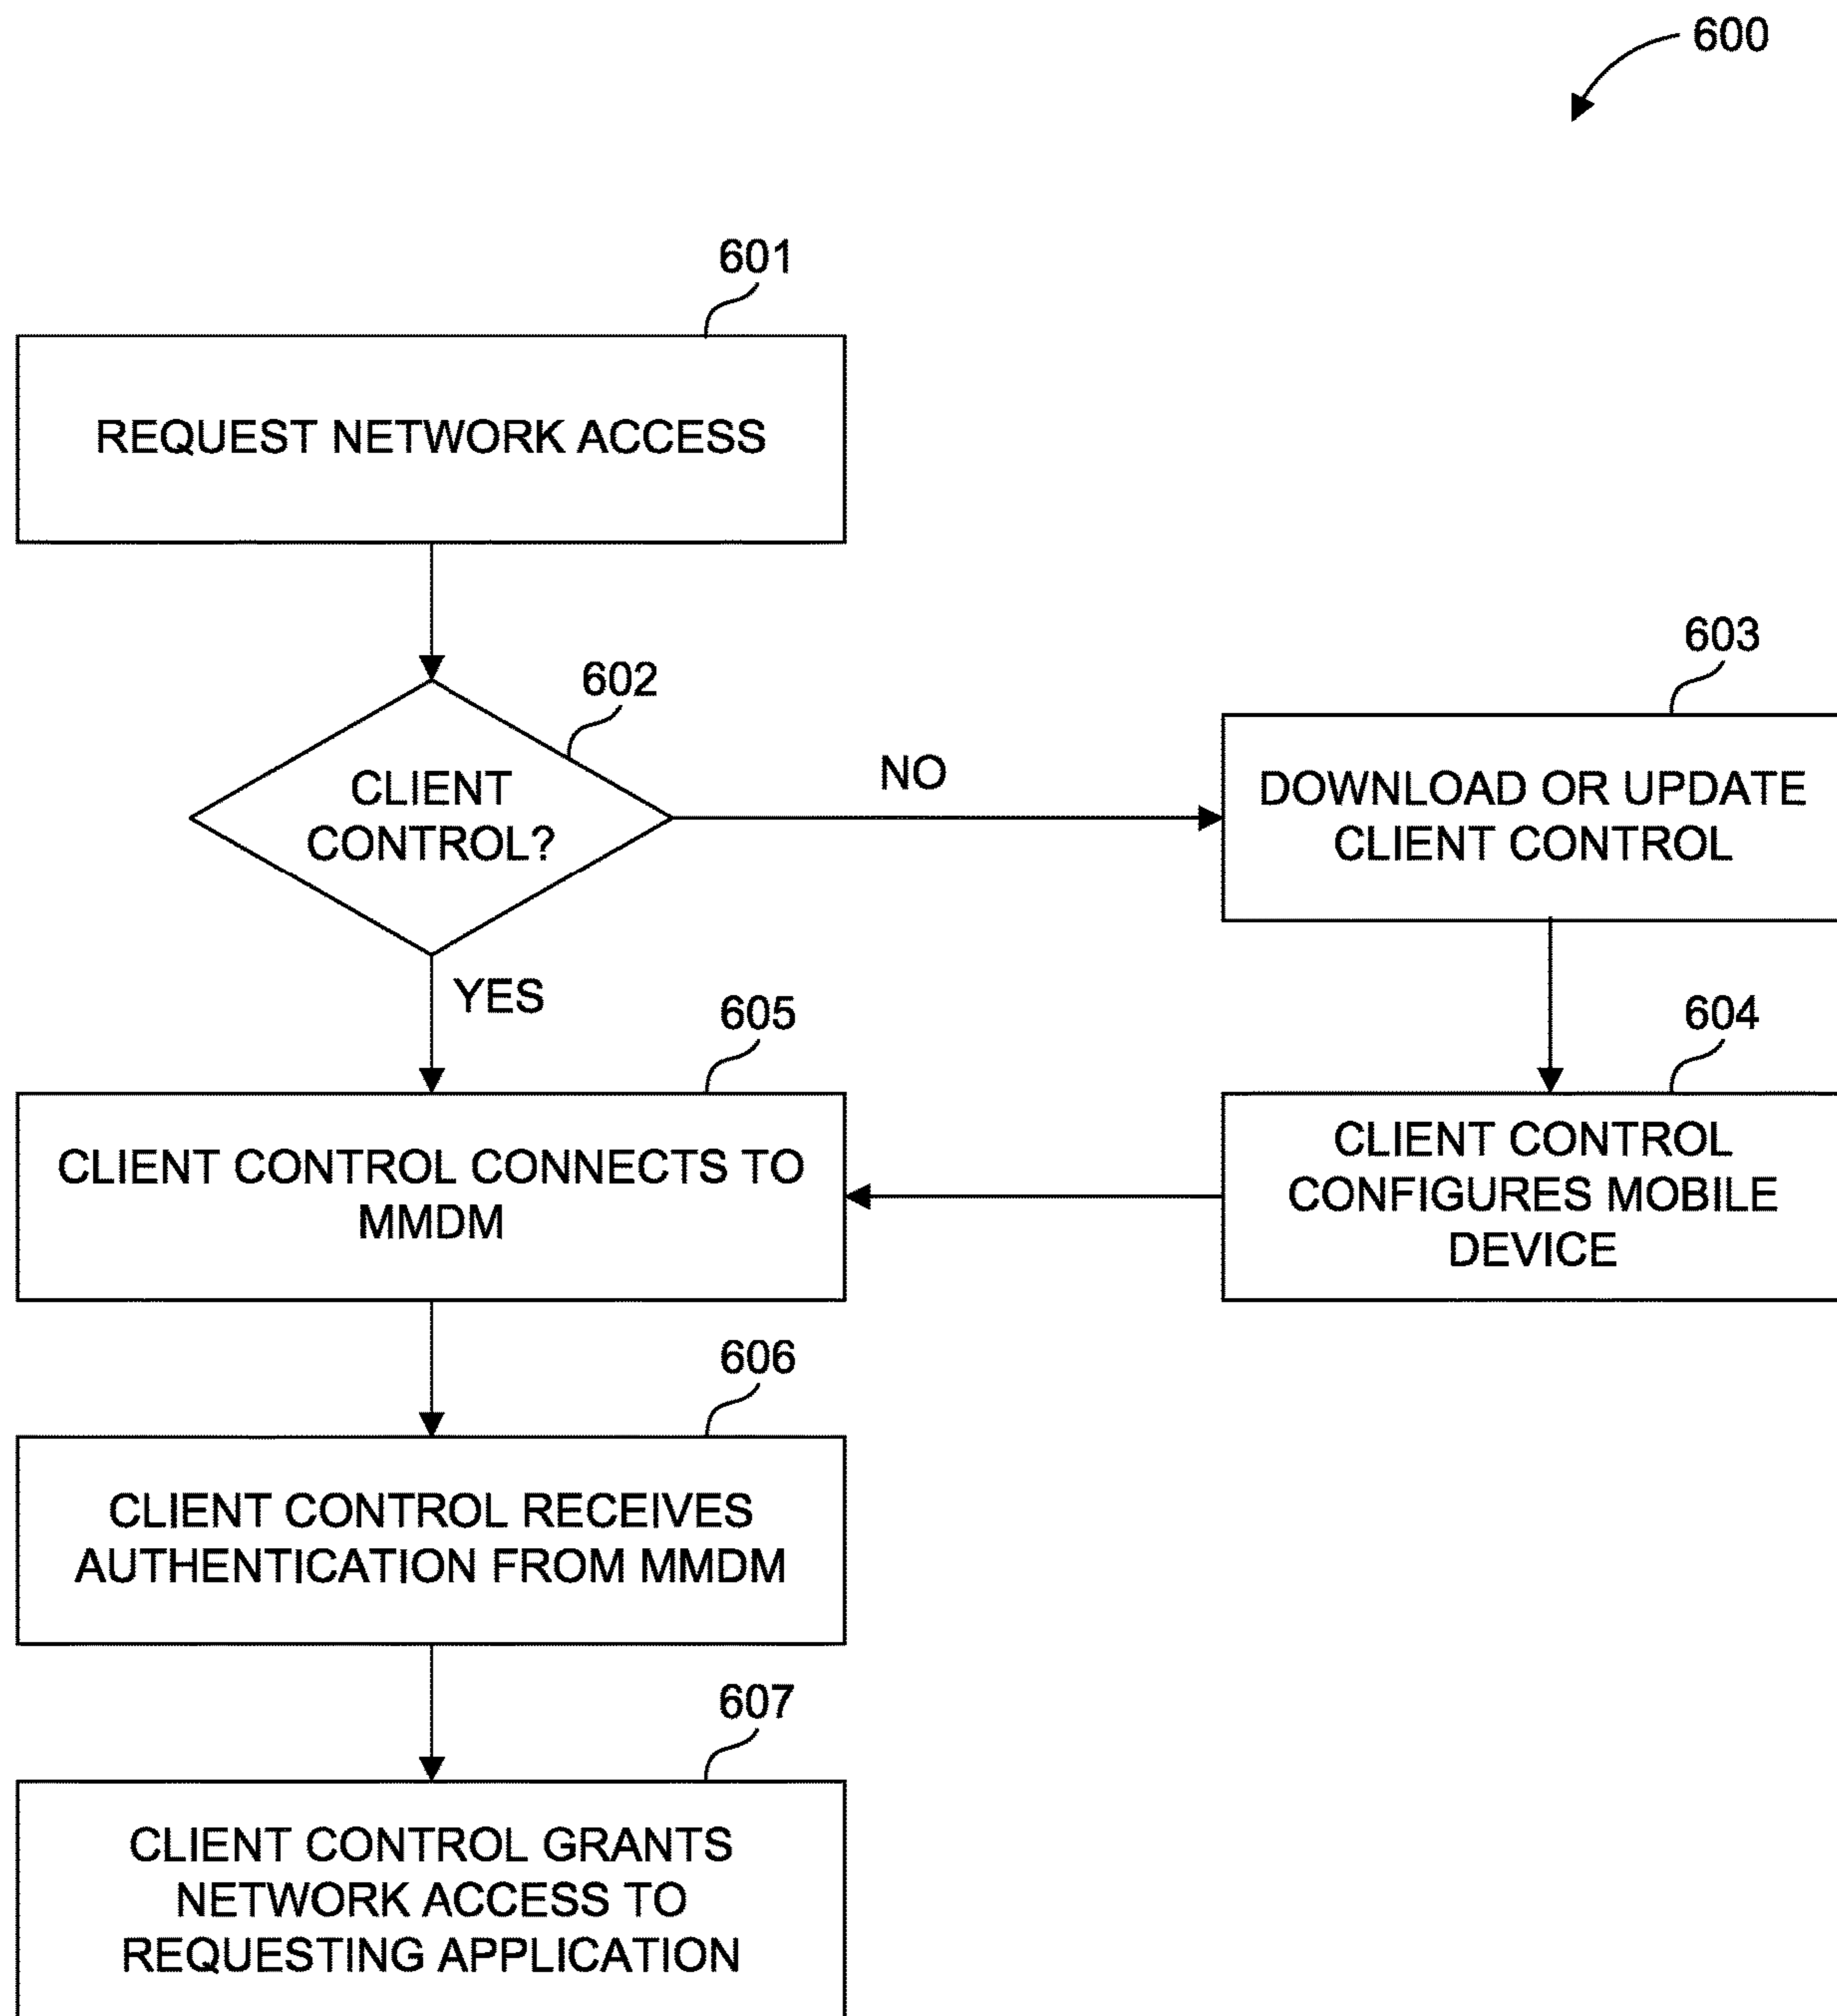 600
601
REQUEST NETWORK ACCESS
602
CLIENT
CONTROL?
NO
603
DOWNLOAD OR UPDATE
CLIENT CONTROL
YES
604
CLIENT CONTROL
CONFIGURES MOBILE
DEVICE
605
CLIENT CONTROL CONNECTS TO
MMDM
606
CLIENT CONTROL RECEIVES
AUTHENTICATION FROM MMDM
607
CLIENT CONTROL GRANTS
NETWORK ACCESS TO
REQUESTING APPLICATION